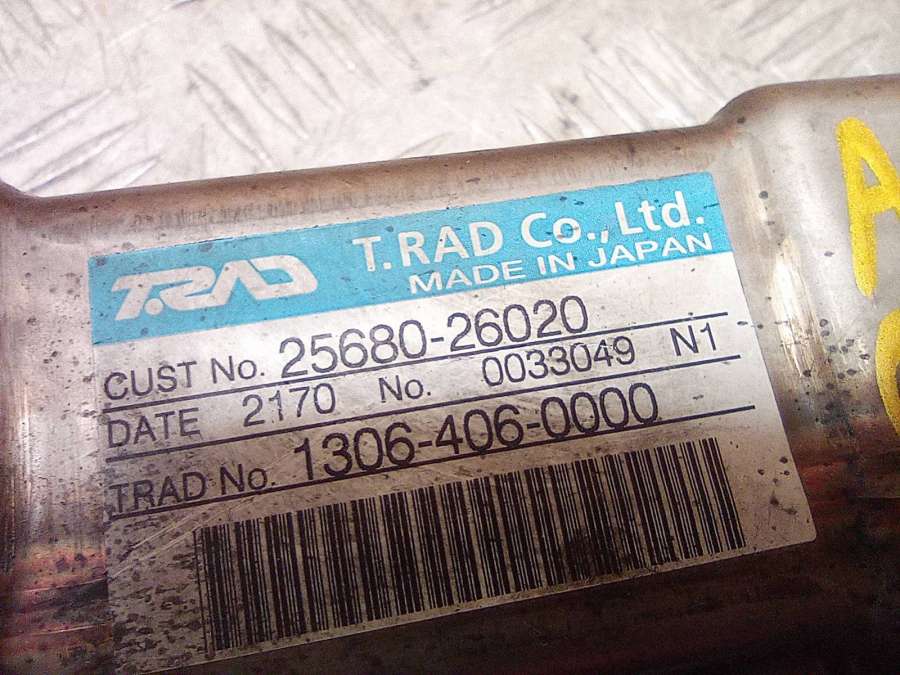 T.RAD
T.RAD Co.,Ltd.
MADE IN JAPAN
CUST No. 25680-26020
DATE 2170 No. 0033049 N1
TRAD No. 1306-406-0000
A